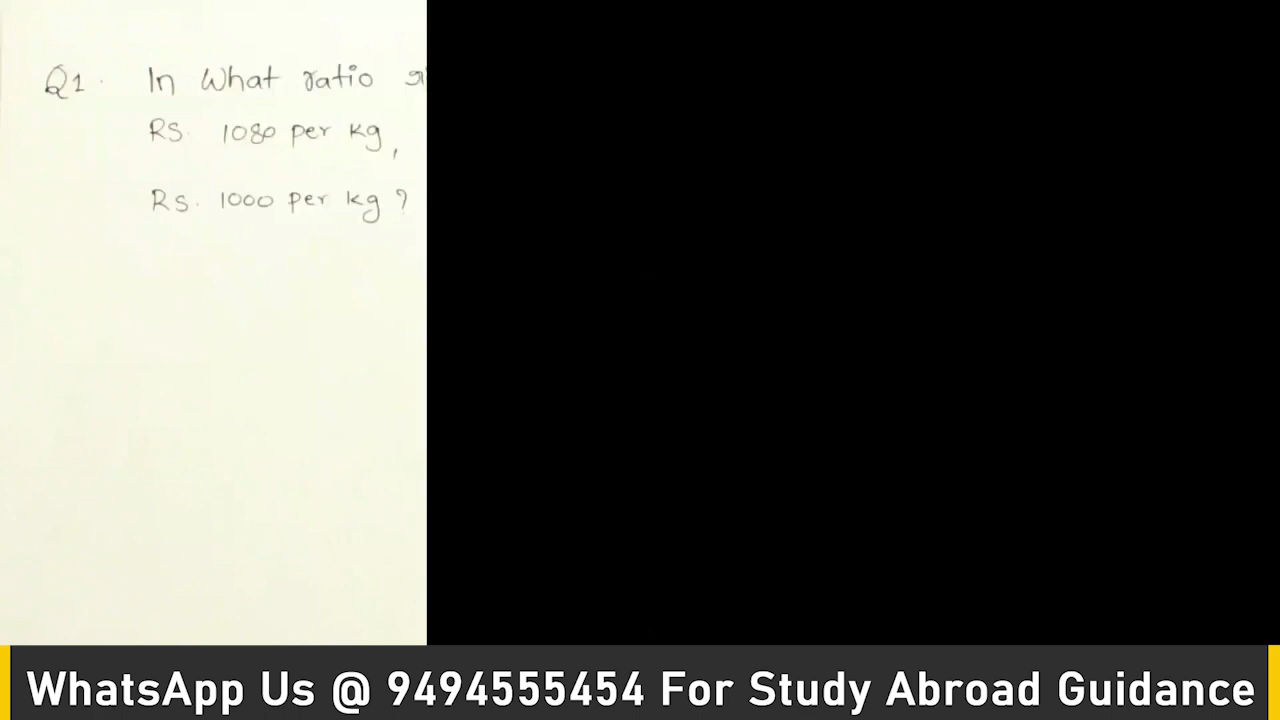 Q1. In What ratio
RS. 1080 per kg,
Rs. 1000 per kg ?
WhatsApp Us @ 9494555454 For Study Abroad Guidance